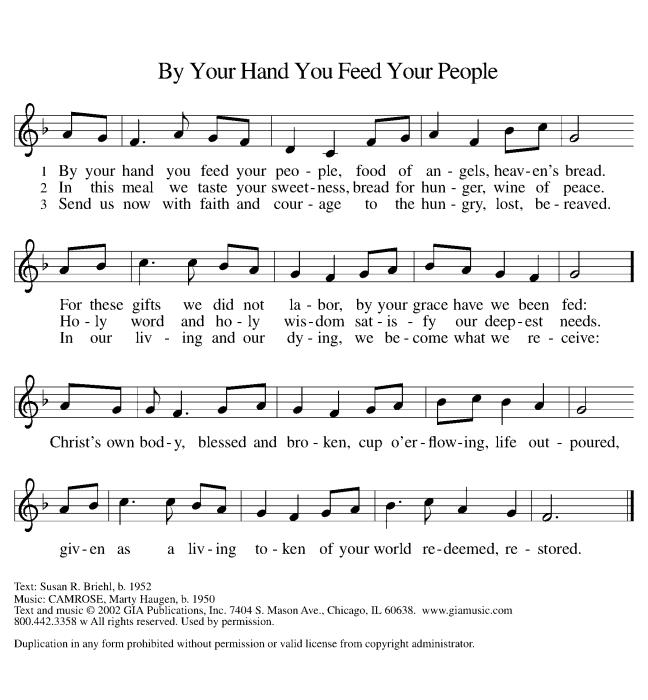 By Your Hand You Feed Your People
1 By your hand you feed your peo - ple, food of an - gels, heav - en's bread.
2 In this meal we taste your sweet - ness, bread for hun - ger, wine of peace.
3 Send us now with faith and cour - age to the hun - gry, lost, be - reaved.
For these gifts we did not la - bor, by your grace have we been fed:
Ho - ly word and ho - ly wis - dom sat - is - fy our deep - est needs.
In our liv - ing and our dy - ing, we be - come what we re - ceive:
Christ's own bod - y, blessed and bro - ken, cup o'er - flow - ing, life out - poured,
giv - en as a liv - ing to - ken of your world re - deemed, re - stored.
Text: Susan R. Briehl, b. 1952
Music: CAMROSE, Marty Haugen, b. 1950
Text and music © 2002 GIA Publications, Inc. 7404 S. Mason Ave., Chicago, IL 60638. www.giamusic.com
800.442.3358 w All rights reserved. Used by permission.
Duplication in any form prohibited without permission or valid license from copyright administrator.